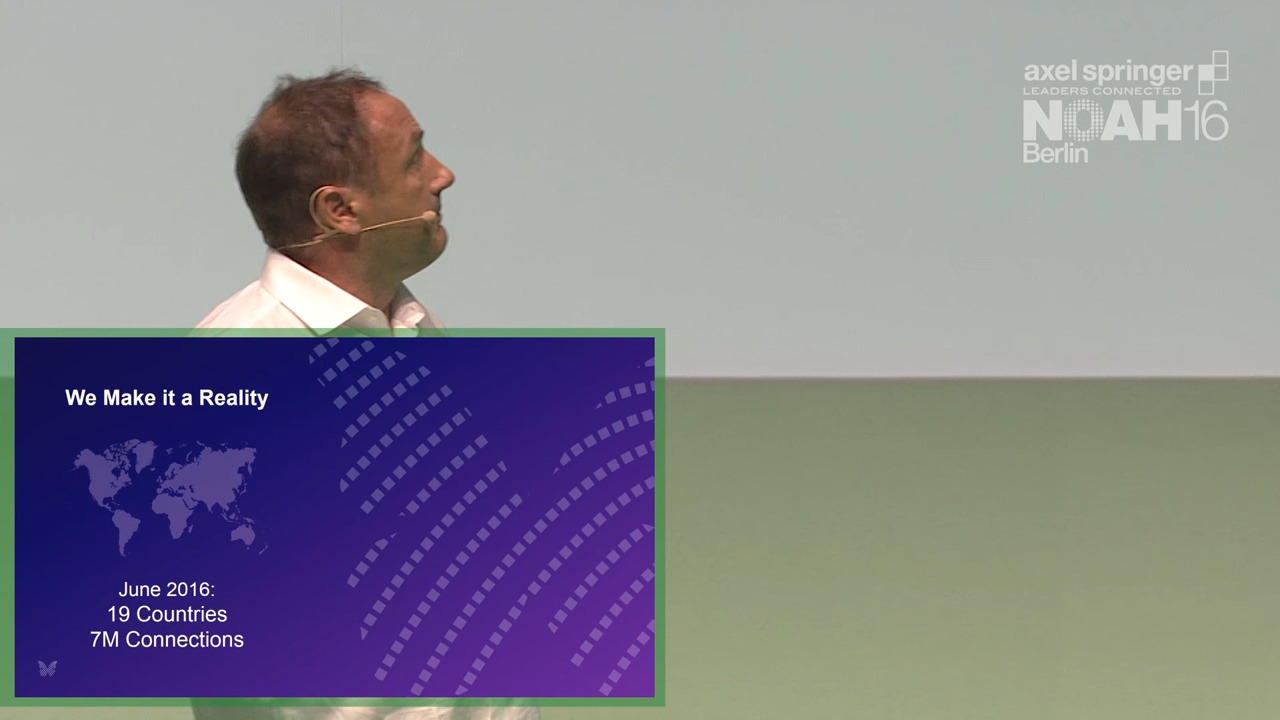 axel springer
LEADERS CONNECTED
NOAH16
Berlin
We Make it a Reality
June 2016:
19 Countries
7M Connections